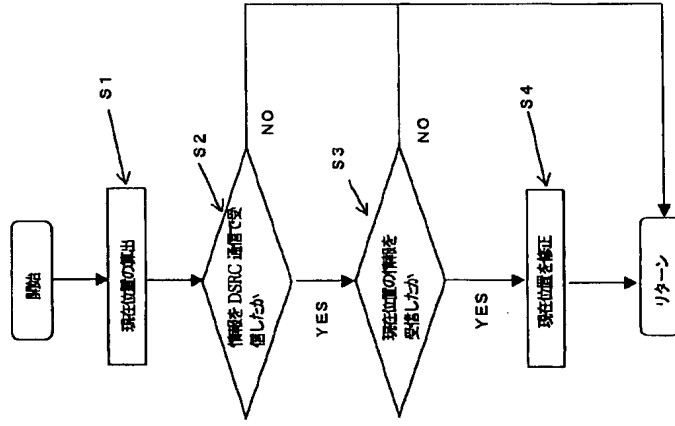 開始
現在位置の算出
S1
情報をDSRC 通信で受
信したか
S2
NO
YES
現在位置の情報を
受信したか
S3
NO
YES
現在位置を修正
S4
リターン